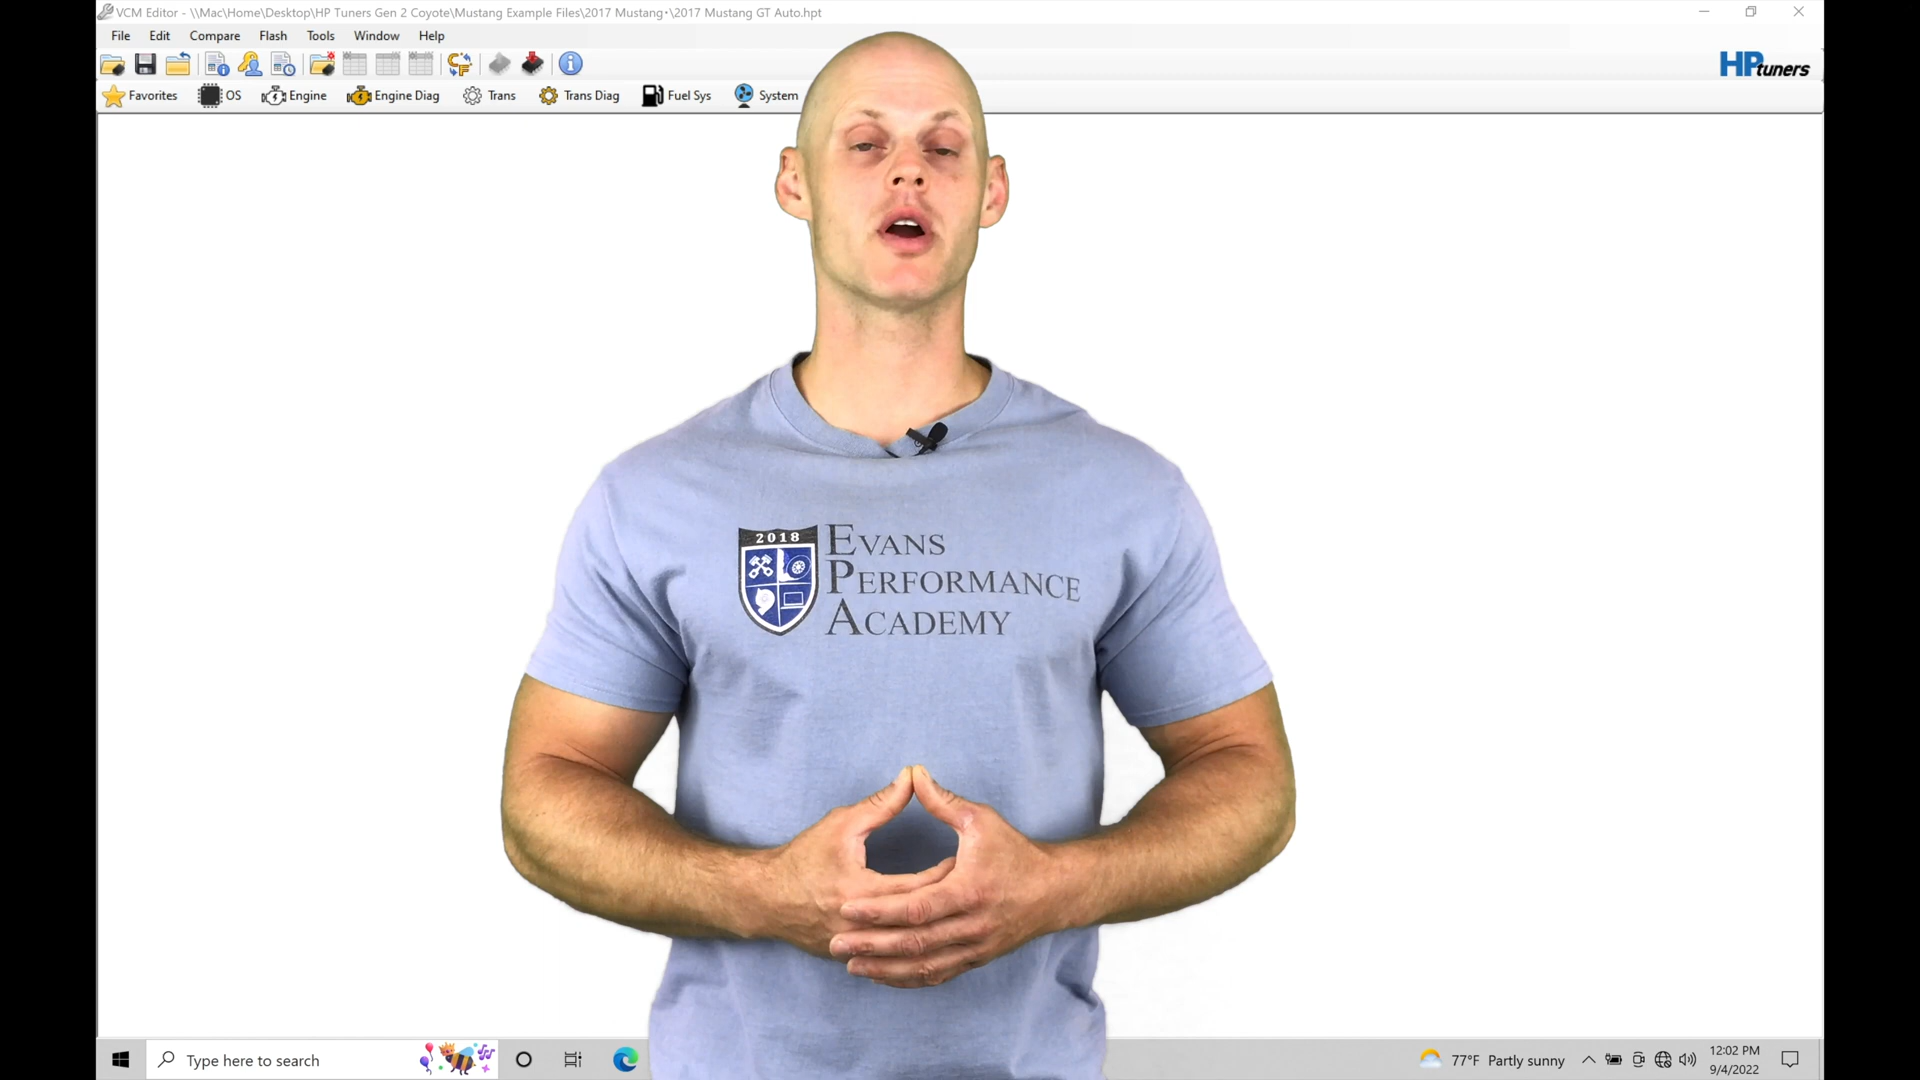 VCM Editor - \\Mac\Home\Desktop\HP Tuners Gen 2 Coyote\Mustang Example Files\2017 Mustang·\2017 Mustang GT Auto.hpt
File Edit Compare Flash Tools Window Help
HPtuners
Favorites OS Engine Engine Diag Trans Trans Diag Fuel Sys System
2018
EVANS
PERFORMANCE
ACADEMY
Type here to search
77°F Partly sunny
12:02 PM
9/4/2022